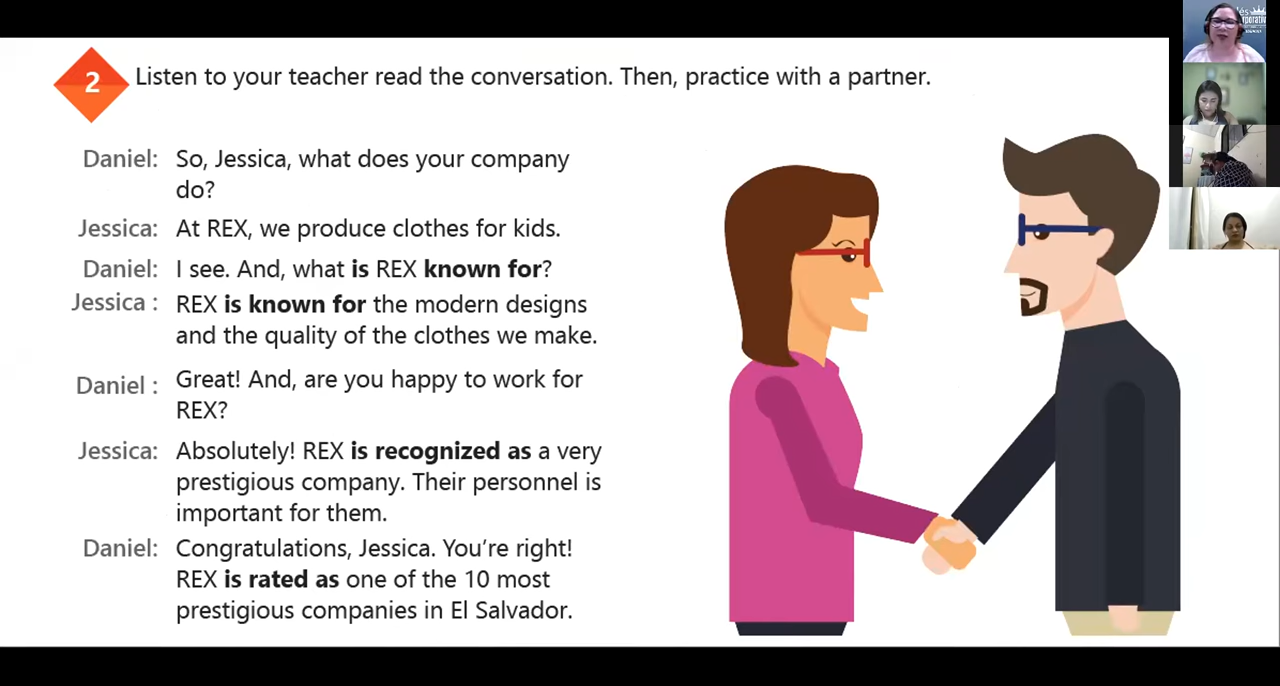 2 Listen to your teacher read the conversation. Then, practice with a partner.
Daniel: So, Jessica, what does your company
do?
Jessica: At REX, we produce clothes for kids.
Daniel: I see. And, what is REX known for?
Jessica : REX is known for the modern designs
and the quality of the clothes we make.
Daniel : Great! And, are you happy to work for
REX?
Jessica: Absolutely! REX is recognized as a very
prestigious company. Their personnel is
important for them.
Daniel: Congratulations, Jessica. You’re right!
REX is rated as one of the 10 most
prestigious companies in El Salvador.